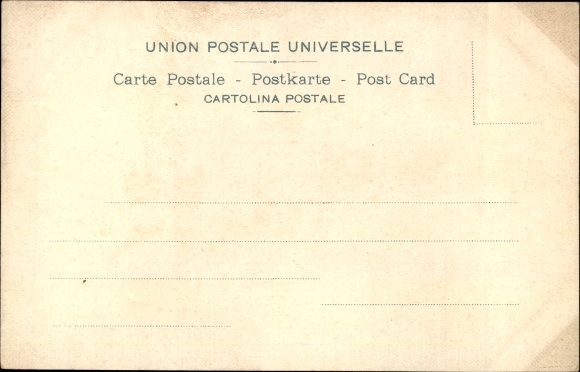 UNION POSTALE UNIVERSELLE
Carte Postale - Postkarte - Post Card
CARTOLINA POSTALE